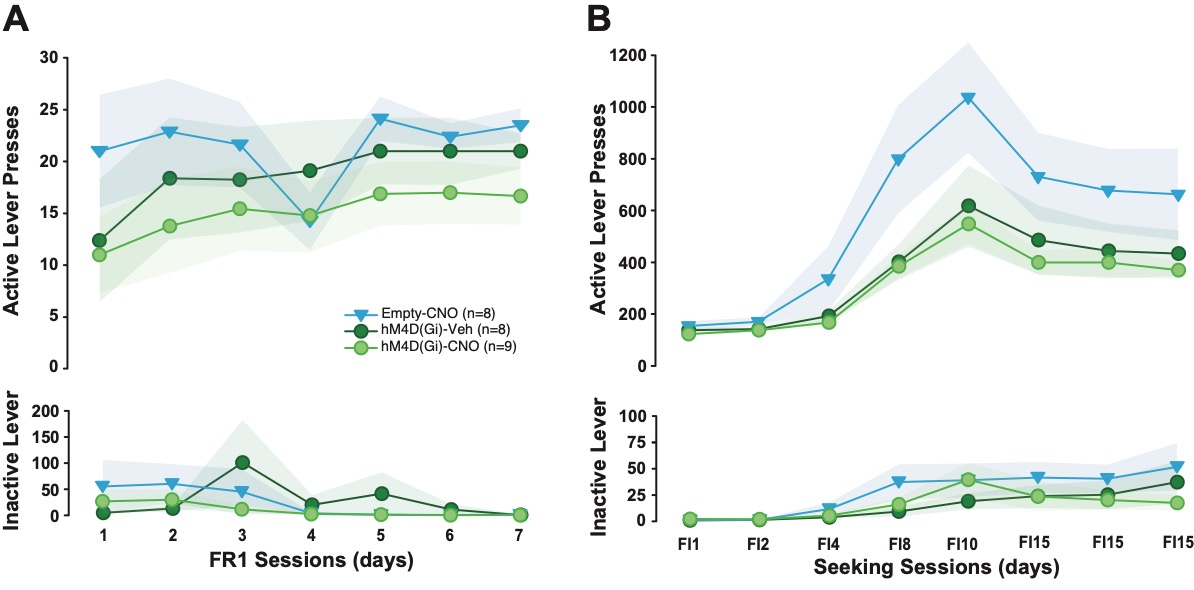 A
B
Active Lever Presses
30
25
20
15
10
5
0
Empty-CNO (n=8)
hM4D(Gi)-Veh (n=8)
hM4D(Gi)-CNO (n=9)
Inactive Lever
200
150
100
50
0
1 2 3 4 5 6 7
FR1 Sessions (days)
Active Lever Presses
1200
1000
800
600
400
200
0
Inactive Lever
100
75
50
25
0
FI1 FI2 FI4 FI8 FI10 FI15 FI15 FI15
Seeking Sessions (days)